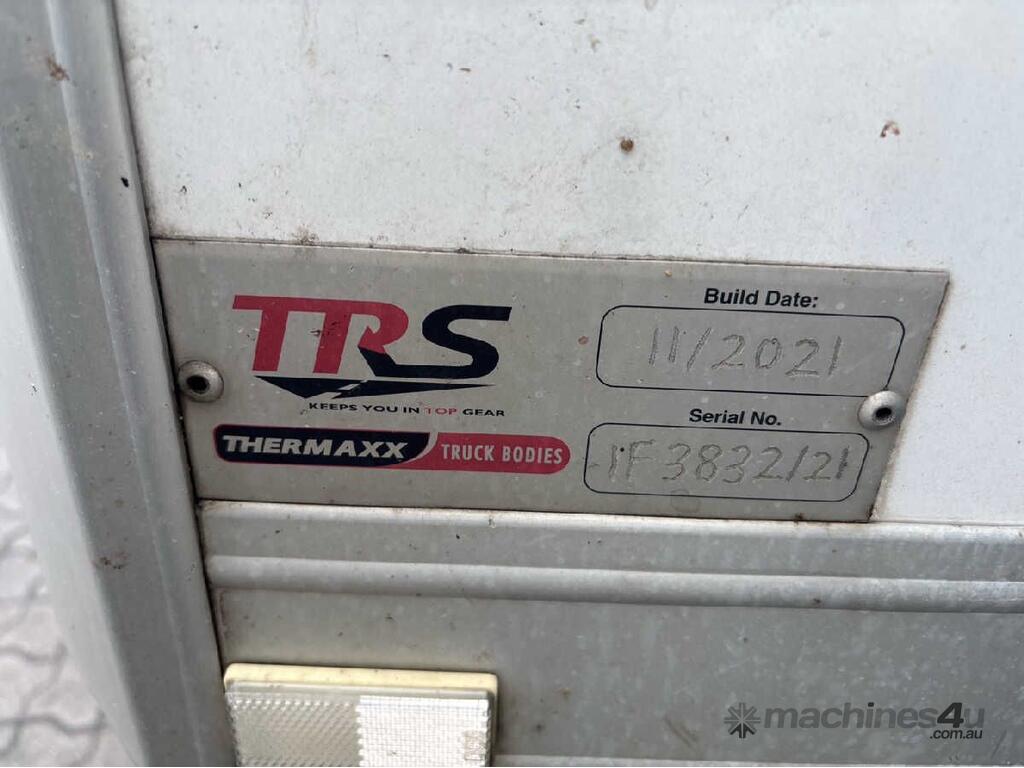 TRS
KEEPS YOU IN TOP GEAR
THERMAXX TRUCK BODIES
Build Date:
11/2021
Serial No.
1F3832/21
machines4u
.com.au